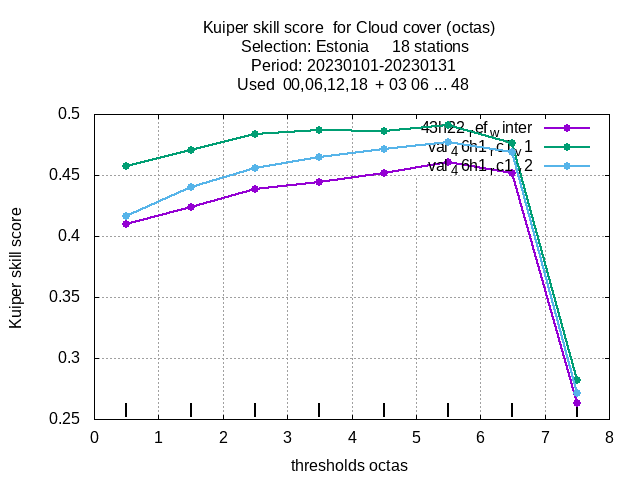 Kuiper skill score  for Cloud cover (octas)
Selection: Estonia     18 stations
Period: 20230101-20230131
Used  00,06,12,18  + 03 06 ... 48
0.5
0.45
0.4
0.35
0.3
0.25
0 1 2 3 4 5 6 7 8
Kuiper skill score
thresholds octas